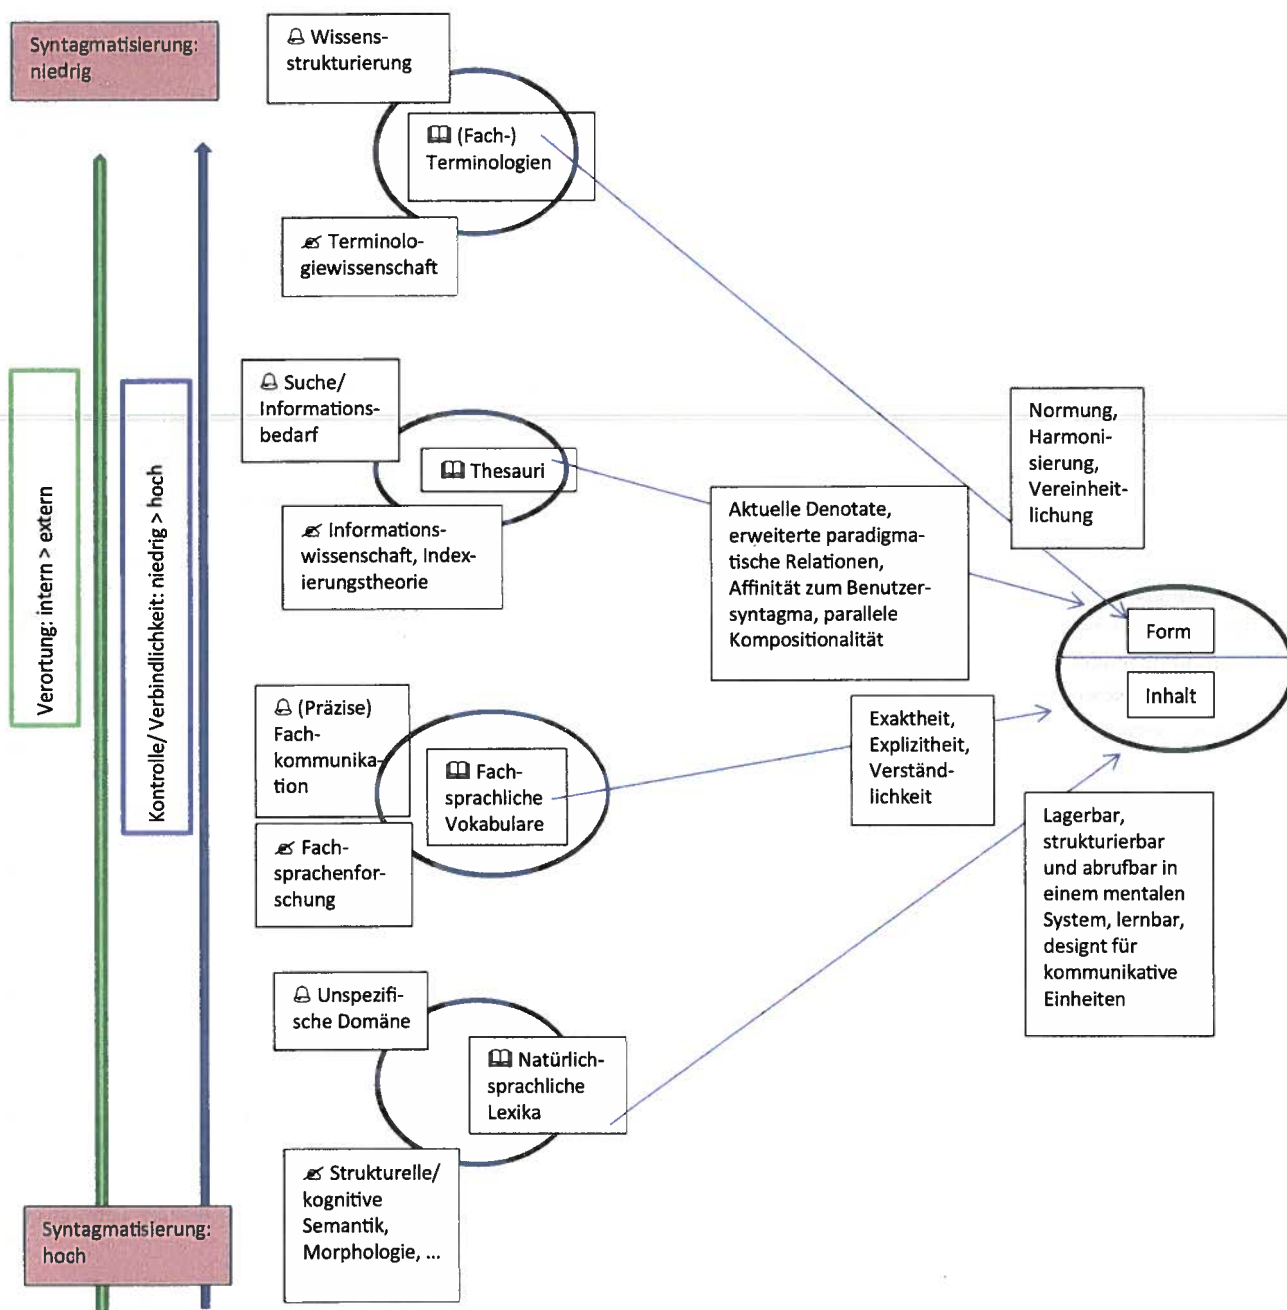 Syntagmatisierung:
niedrig
Wissens-
strukturierung
(Fach-)
Terminologien
Terminolo-
giewissenschaft
Verortung: intern > extern
Kontrolle/ Verbindlichkeit: niedrig > hoch
Suche/
Informations-
bedarf
Thesauri
Informations-
wissenschaft, Index-
ierungstheorie
Normung,
Harmoni-
sierung,
Vereinheit-
lichung
Aktuelle Denotate,
erweiterte paradigma-
tische Relationen,
Affinität zum Benutzer-
syntagma, parallele
Kompositionalität
Form
Inhalt
(Präzise)
Fach-
kommunika-
tion
Fach-
sprachliche
Vokabulare
Fach-
sprachenfor-
schung
Exaktheit,
Explizitheit,
Verständ-
lichkeit
Lagerbar,
strukturierbar
und abrufbar in
einem mentalen
System, lernbar,
designt für
kommunikative
Einheiten
Unspezifi-
sche Domäne
Natürlich-
sprachliche
Lexika
Strukturelle/
kognitive
Semantik,
Morphologie, ...
Syntagmatisierung:
hoch